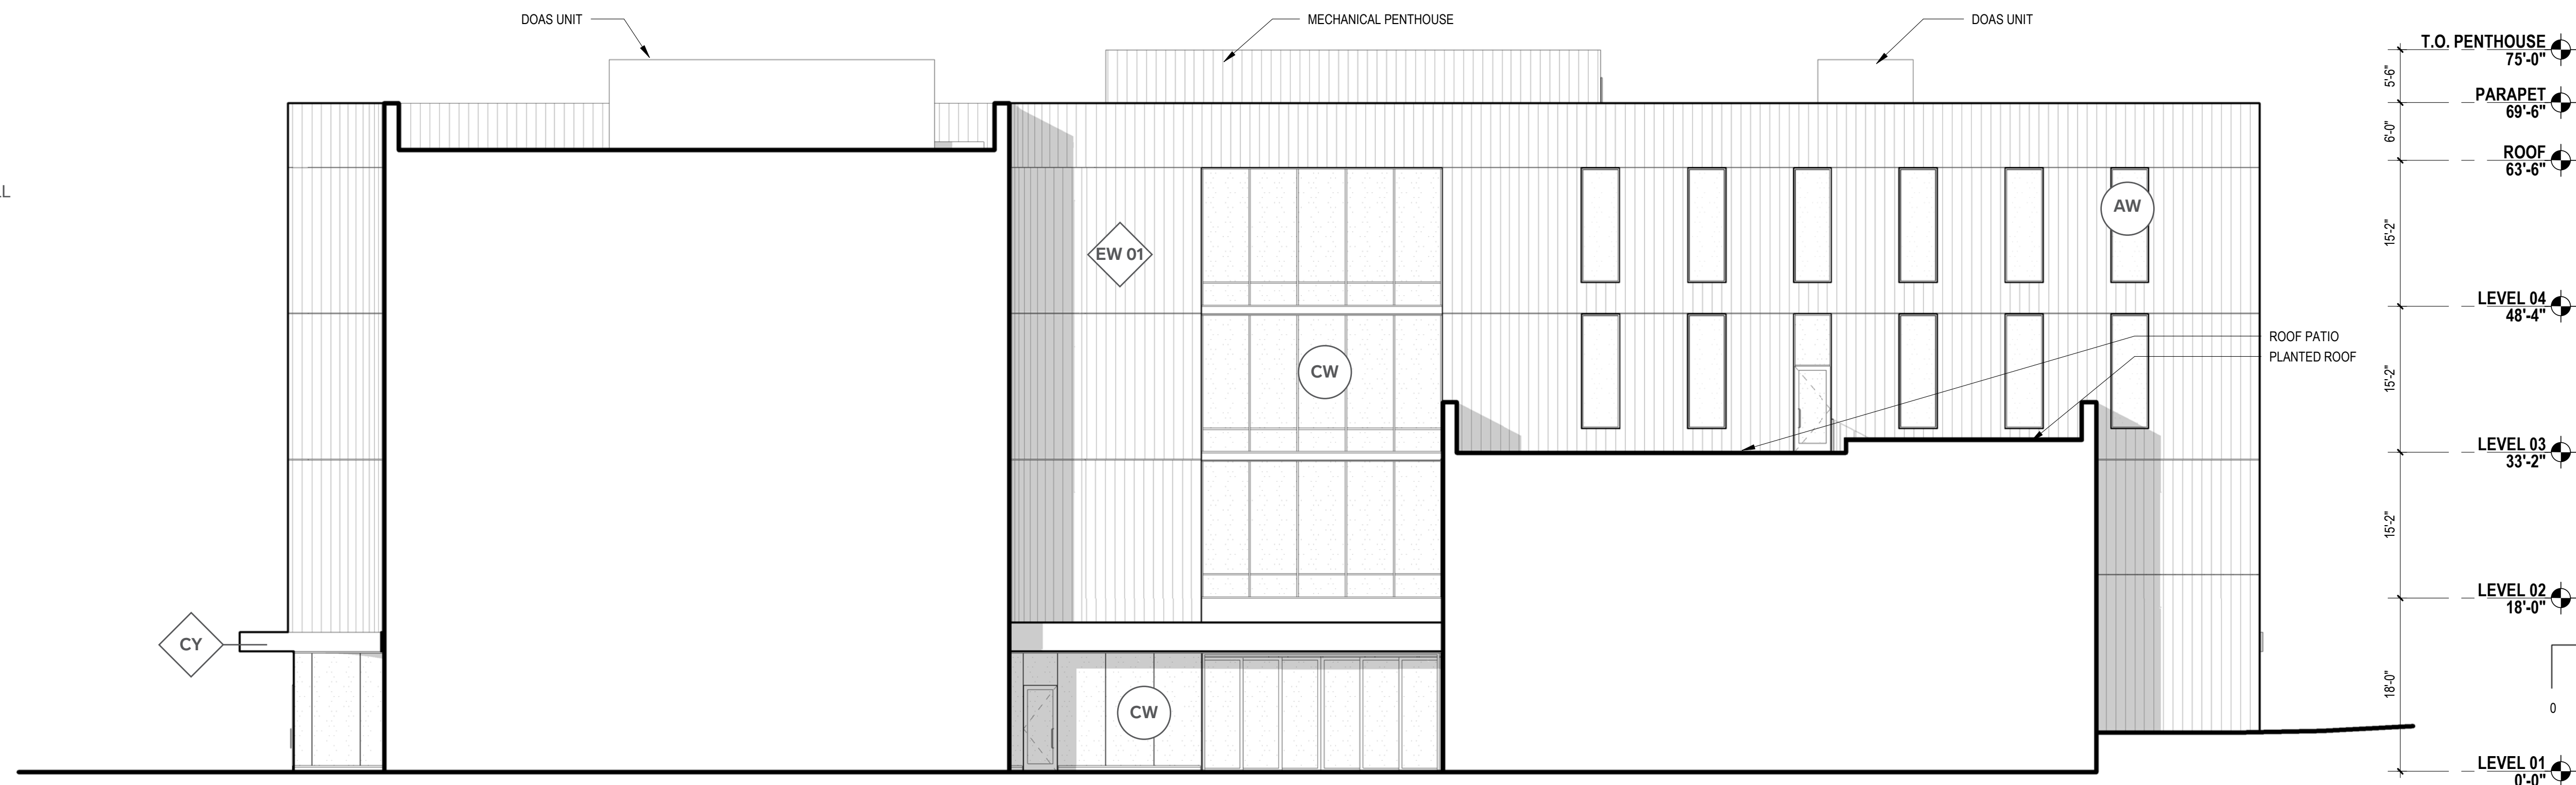 DOAS UNIT
MECHANICAL PENTHOUSE
DOAS UNIT
T.O. PENTHOUSE
75'-0"
5'-6"
PARAPET
69'-6"
6'-0"
ROOF
63'-6"
AW
15'-2"
EW 01
LEVEL 04
48'-4"
ROOF PATIO
PLANTED ROOF
CW
15'-2"
LEVEL 03
33'-2"
15'-2"
LEVEL 02
18'-0"
CY
18'-0"
CW
0
LEVEL 01
0'-0"